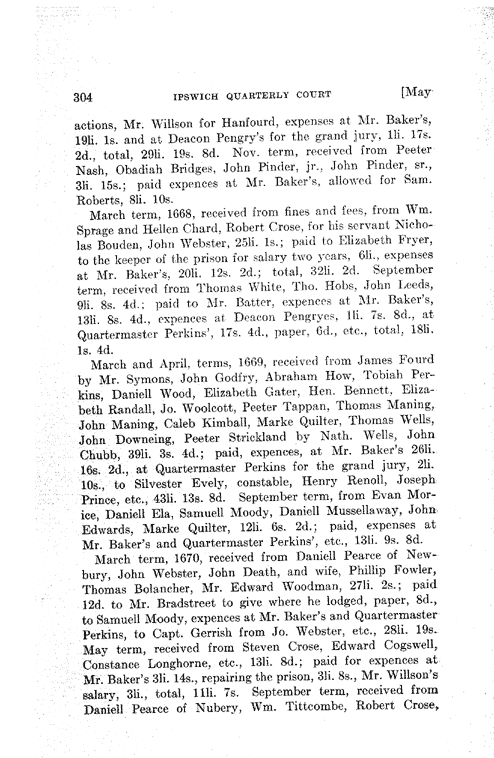 304 IPSWICH QUARTERLY COURT [May
actions, Mr. Willson for Hanfourd, expenses at Mr. Baker's,
19li. 1s. and at Deacon Pengry's for the grand jury, 1li. 17s.
2d., total, 29li. 19s. 8d. Nov. term, received from Peeter
Nash, Obadiah Bridges, John Pinder, jr., John Pinder, sr.,
3li. 15s.; paid expences at Mr. Baker's, allowed for Sam.
Roberts, 8li. 10s.
March term, 1668, received from fines and fees, from Wm.
Sprage and Hellen Chard, Robert Crose, for his servant Nicho-
las Bouden, John Webster, 25li. 1s.; paid to Elizabeth Fryer,
to the keeper of the prison for salary two years, 6li., expenses
at Mr. Baker's, 20li. 12s. 2d.; total, 32li. 2d. September
term, received from Thomas White, Tho. Hobs, John Leeds,
9li. 8s. 4d.; paid to Mr. Batter, expences at Mr. Baker's,
13li. 8s. 4d., expences at Deacon Pengryes, 1li. 7s. 8d., at
Quartermaster Perkins', 17s. 4d., paper, 6d., etc., total, 18li.
1s. 4d.
March and April, terms, 1669, received from James Fourd
by Mr. Symons, John Godfry, Abraham How, Tobiah Per-
kins, Daniell Wood, Elizabeth Gater, Hen. Bennett, Eliza-
beth Randall, Jo. Woolcott, Peeter Tappan, Thomas Maning,
John Maning, Caleb Kimball, Marke Quilter, Thomas Wells,
John Downeing, Peeter Strickland by Nath. Wells, John
Chubb, 39li. 3s. 4d.; paid, expences, at Mr. Baker's 26li.
16s. 2d., at Quartermaster Perkins for the grand jury, 2li.
10s., to Silvester Evely, constable, Henry Renoll, Joseph
Prince, etc., 43li. 13s. 8d. September term, from Evan Mor-
ice, Daniell Ela, Samuell Moody, Daniell Mussellaway, John
Edwards, Marke Quilter, 12li. 6s. 2d.; paid, expenses at
Mr. Baker's and Quartermaster Perkins', etc., 13li. 9s. 8d.
March term, 1670, received from Daniell Pearce of New-
bury, John Webster, John Death, and wife, Phillip Fowler,
Thomas Bolancher, Mr. Edward Woodman, 27li. 2s.; paid
12d. to Mr. Bradstreet to give where he lodged, paper, 8d.,
to Samuell Moody, expences at Mr. Baker's and Quartermaster
Perkins, to Capt. Gerrish from Jo. Webster, etc., 28li. 19s.
May term, received from Steven Crose, Edward Cogswell,
Constance Longhorne, etc., 13li. 8d.; paid for expences at
Mr. Baker's 3li. 14s., repairing the prison, 3li. 8s., Mr. Willson's
salary, 3li., total, 11li. 7s. September term, received from
Daniell Pearce of Nubery, Wm. Tittcombe, Robert Crose,